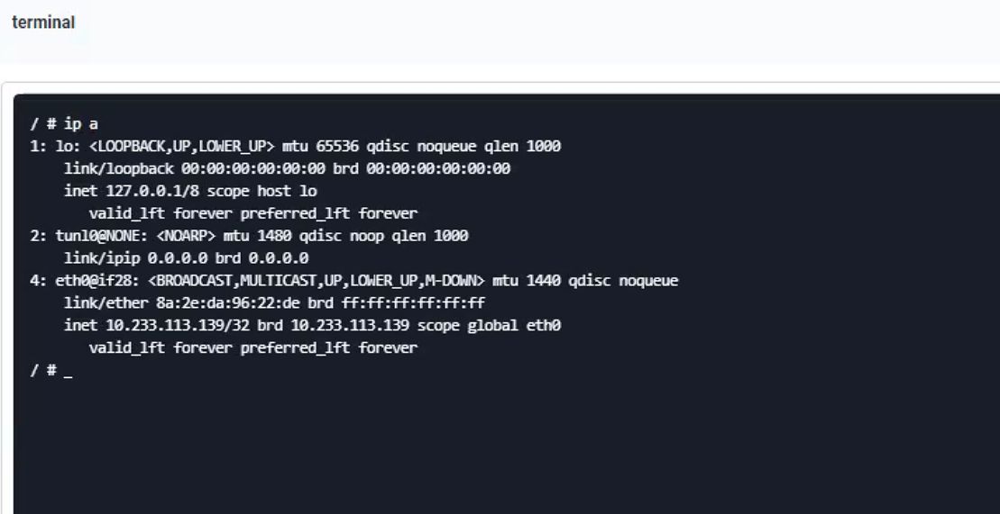 terminal
/ # ip a
1: lo: <LOOPBACK,UP,LOWER_UP> mtu 65536 qdisc noqueue qlen 1000
    link/loopback 00:00:00:00:00:00 brd 00:00:00:00:00:00
    inet 127.0.0.1/8 scope host lo
       valid_lft forever preferred_lft forever
2: tunl0@NONE: <NOARP> mtu 1480 qdisc noop qlen 1000
    link/ipip 0.0.0.0 brd 0.0.0.0
4: eth0@if28: <BROADCAST,MULTICAST,UP,LOWER_UP,M-DOWN> mtu 1440 qdisc noqueue
    link/ether 8a:2e:da:96:22:de brd ff:ff:ff:ff:ff:ff
    inet 10.233.113.139/32 brd 10.233.113.139 scope global eth0
       valid_lft forever preferred_lft forever
/ # _